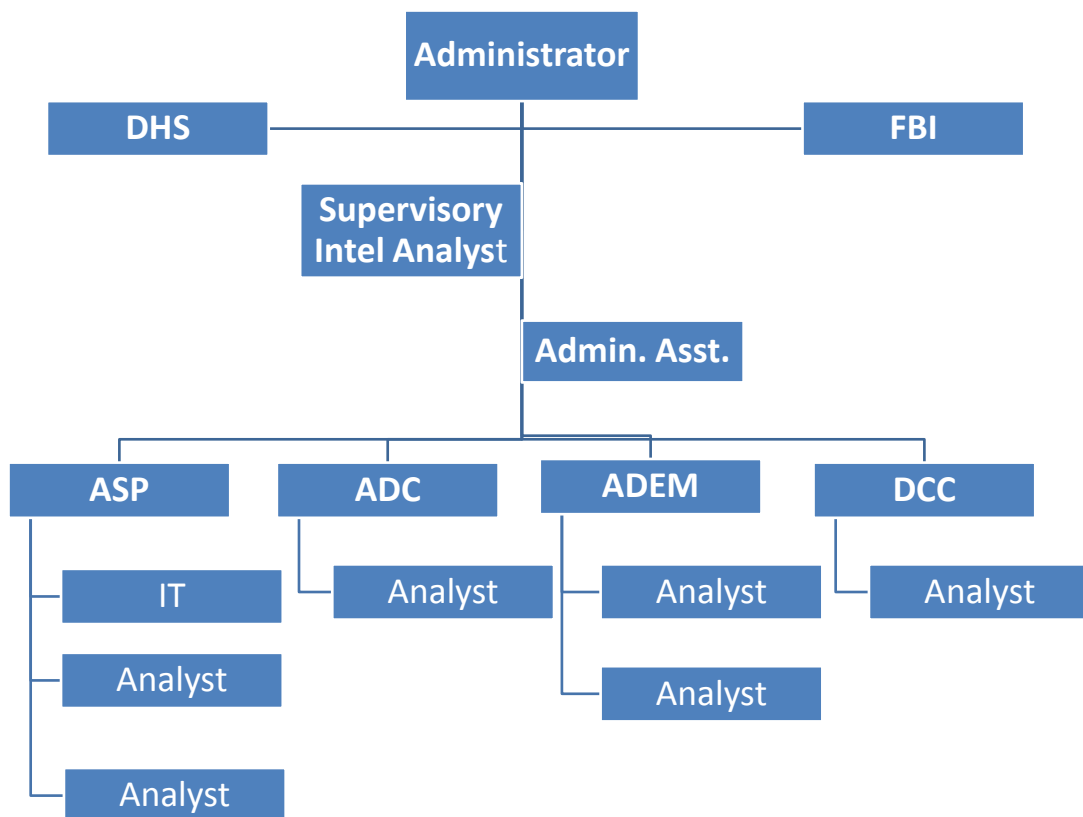 Administrator
DHS
FBI
Supervisory
Intel Analyst
Admin. Asst.
ASP
ADC
ADEM
DCC
IT
Analyst
Analyst
Analyst
Analyst
Analyst
Analyst